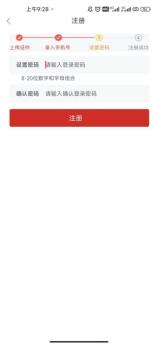 上午9:28
注册
上传证件
录入手机号
设置密码
4
注册成功
设置密码 请输入登录密码
8-20位数字和字母组合
确认密码 请输入确认登录密码
注册